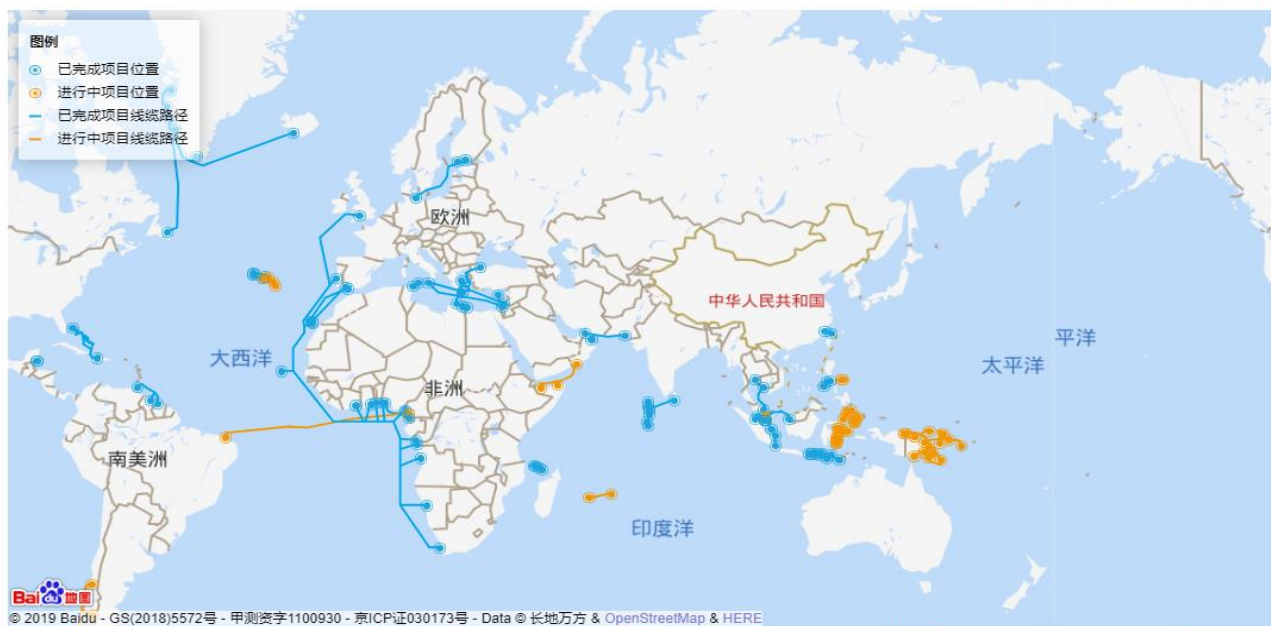 图例
已完成项目位置
进行中项目位置
已完成项目线缆路径
进行中项目线缆路径
欧洲
中华人民共和国
大西洋
平洋
太平洋
非洲
南美洲
印度洋
Bai du 地图
© 2019 Baidu - GS(2018)5572号 - 甲测资字1100930 - 京ICP证030173号 - Data © 长地万方 & OpenStreetMap & HERE